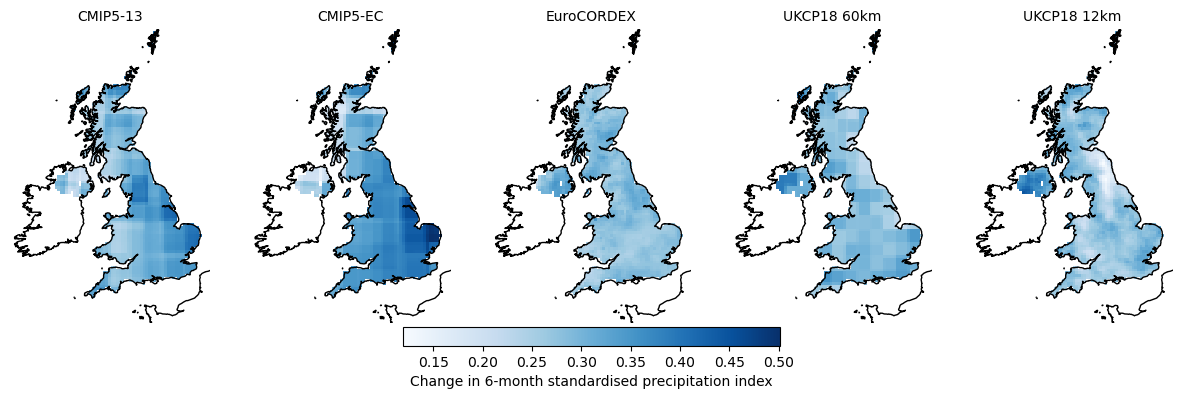 CMIP5-13 CMIP5-EC EuroCORDEX UKCP18 60km UKCP18 12km
0.15 0.20 0.25 0.30 0.35 0.40 0.45 0.50
Change in 6-month standardised precipitation index